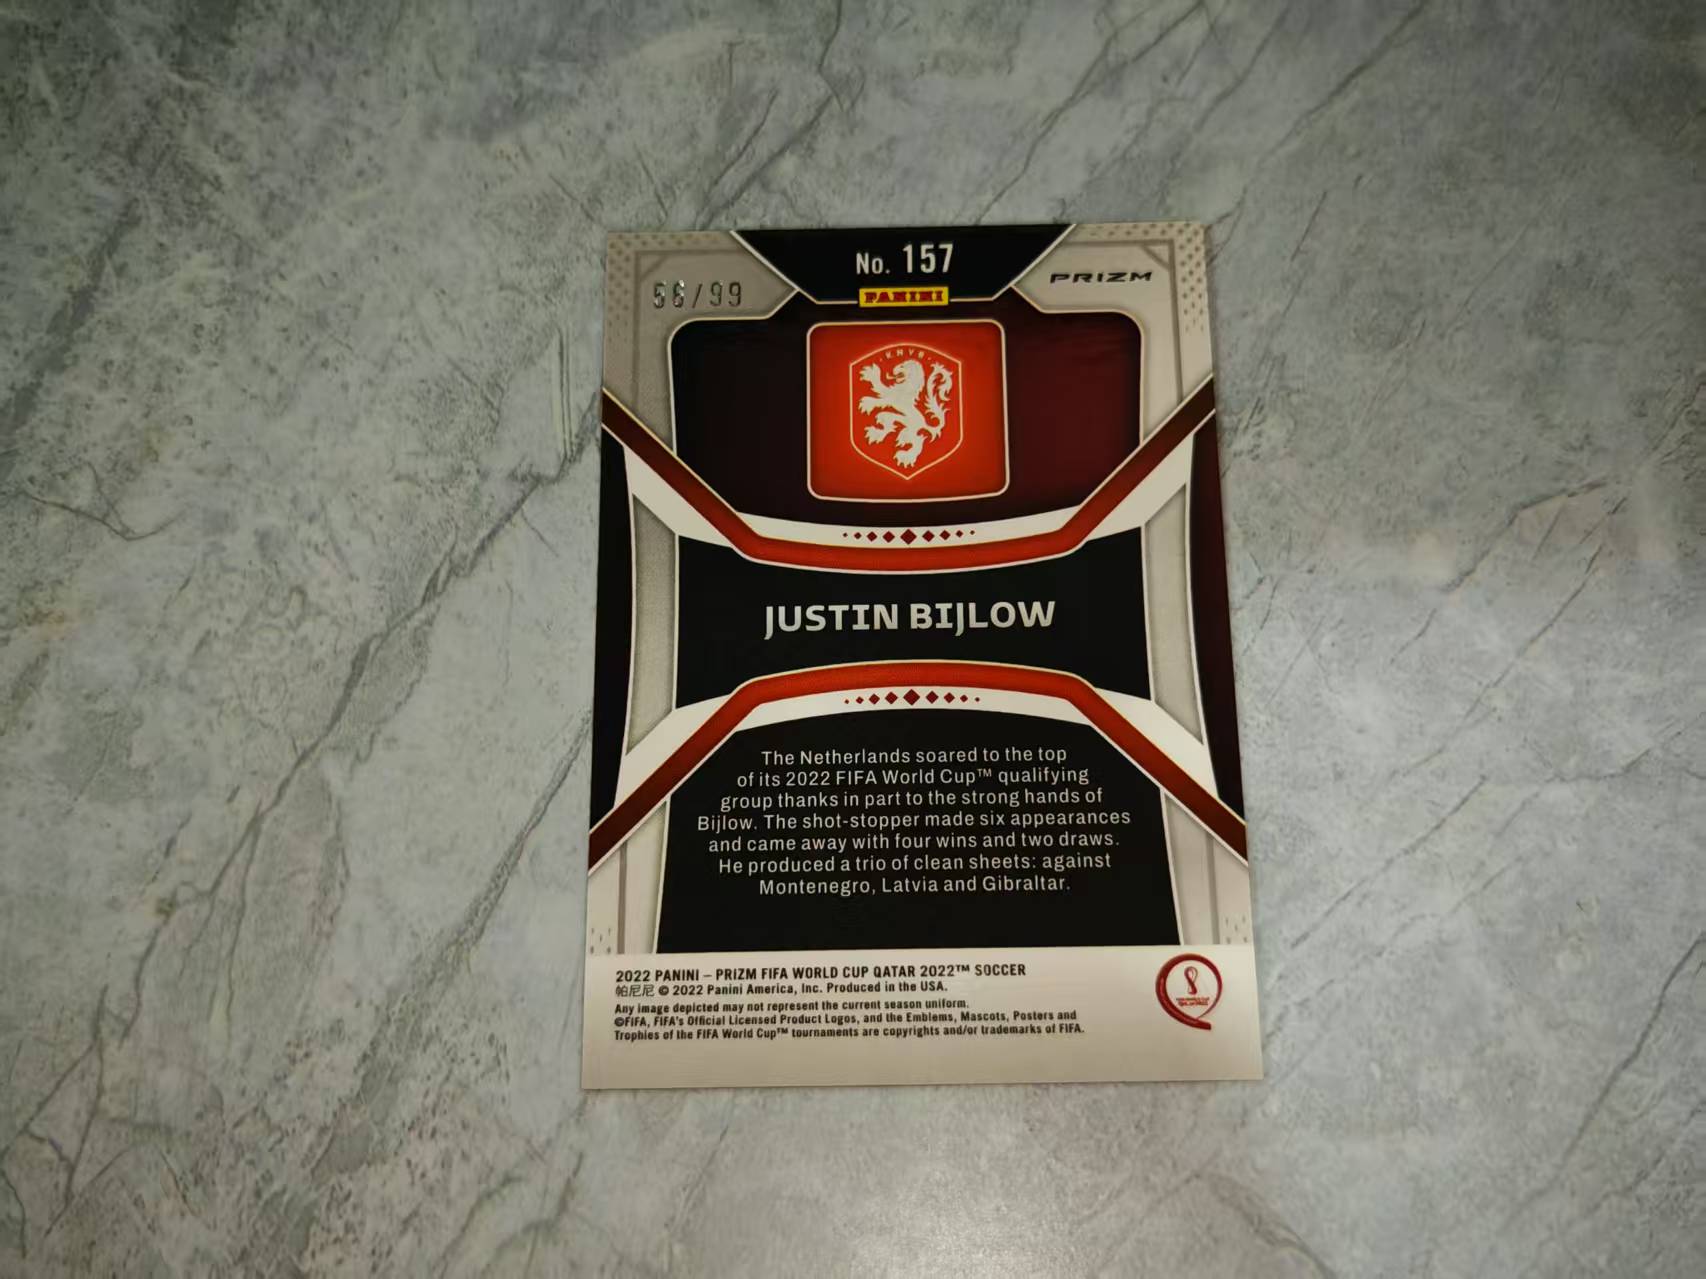 No. 157
56/99
PRIZM
PANINI
KNVB
JUSTIN BIJLOW
The Netherlands soared to the top
of its 2022 FIFA World Cup™ qualifying
group thanks in part to the strong hands of
Bijlow. The shot-stopper made six appearances
and came away with four wins and two draws.
He produced a trio of clean sheets: against
Montenegro, Latvia and Gibraltar.
2022 PANINI – PRIZM FIFA WORLD CUP QATAR 2022™ SOCCER
帕尼尼 © 2022 Panini America, Inc. Produced in the USA.
Any image depicted may not represent the current season uniform.
©FIFA, FIFA's Official Licensed Product Logos, and the Emblems, Mascots, Posters and
Trophies of the FIFA World Cup™ tournaments are copyrights and/or trademarks of FIFA.